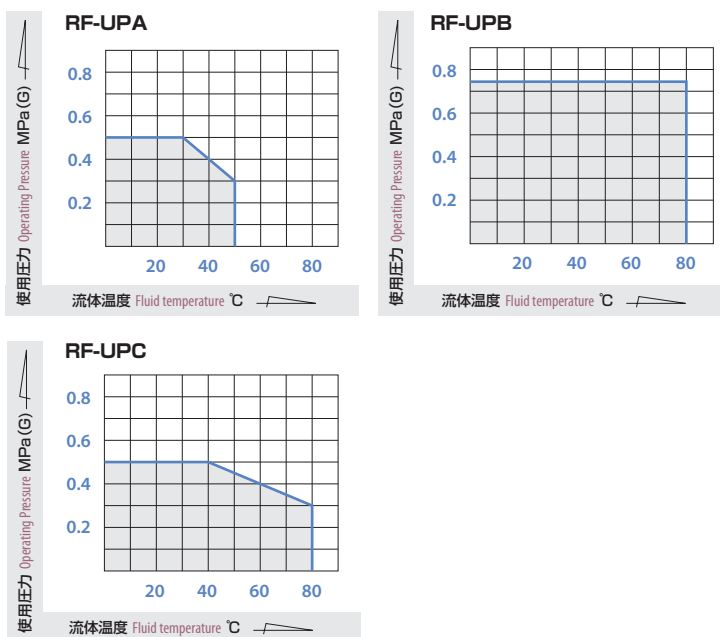 RF-UPA
0.8
0.6
0.4
0.2
20 40 60 80
使用圧力 Operating Pressure MPa(G)
流体温度 Fluid temperature ℃
RF-UPB
0.8
0.6
0.4
0.2
20 40 60 80
使用圧力 Operating Pressure MPa(G)
流体温度 Fluid temperature ℃
RF-UPC
0.8
0.6
0.4
0.2
20 40 60 80
使用圧力 Operating Pressure MPa(G)
流体温度 Fluid temperature ℃